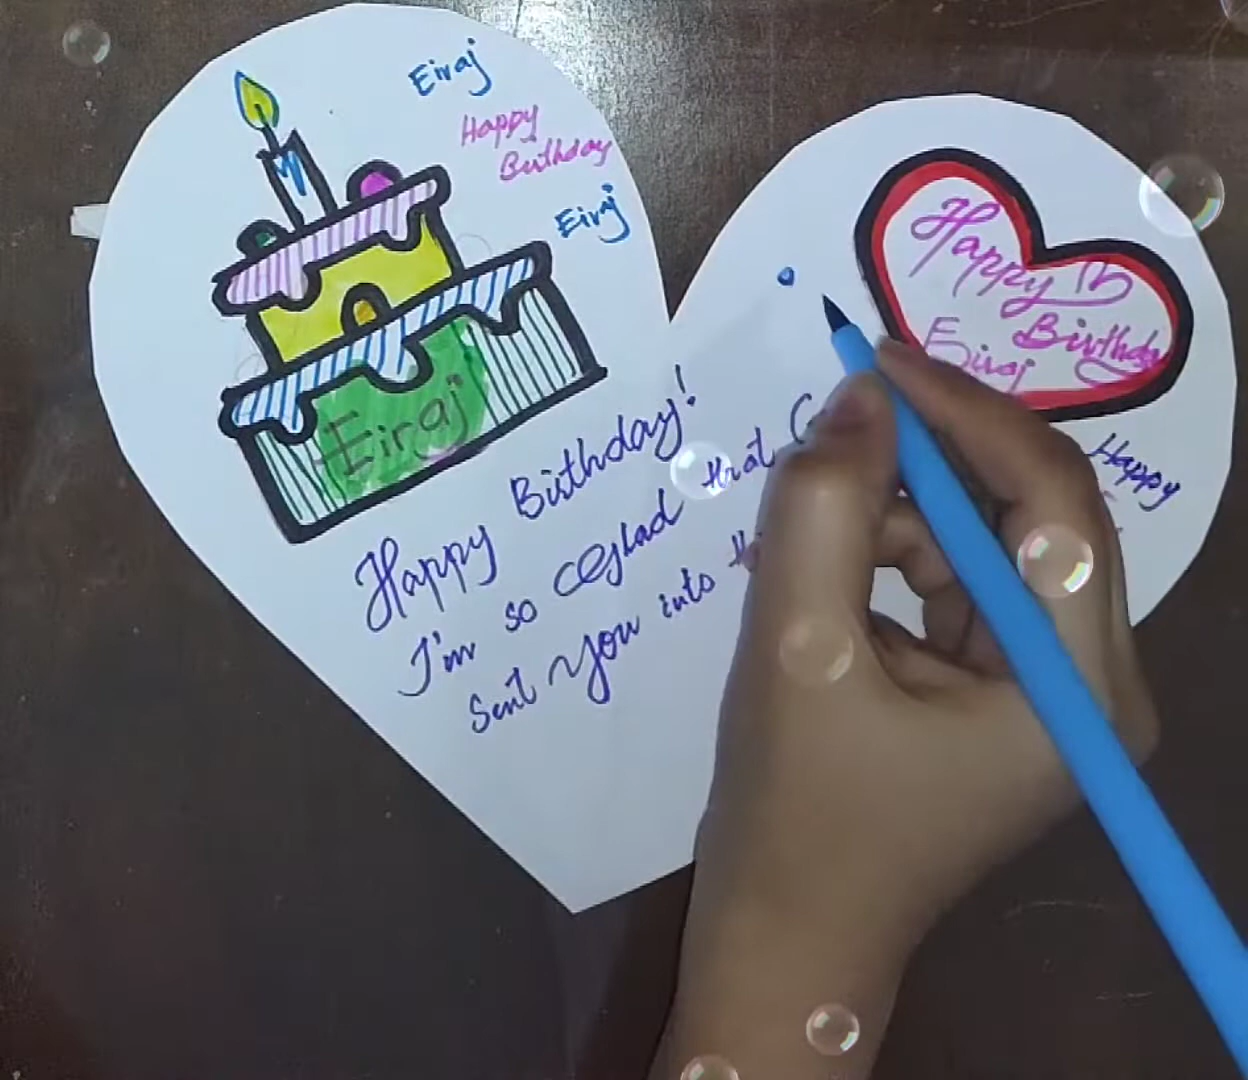 Eiraj
Happy
Birthday
Eiraj
Eiraj
Happy
Birthday
Eiraj
Happy Birthday!
I'm so Glad that
Sent You into
Happy